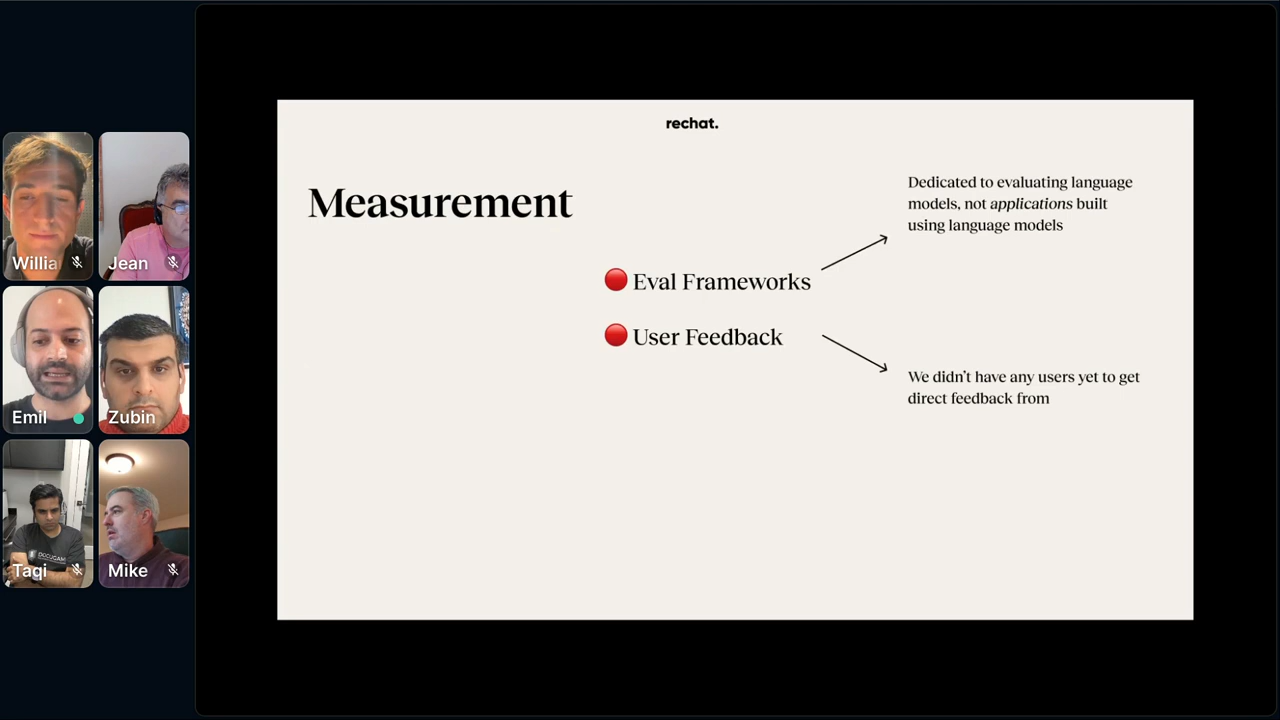 rechat.
Measurement
Dedicated to evaluating language
models, not applications built
using language models
🔴 Eval Frameworks
🔴 User Feedback
We didn't have any users yet to get
direct feedback from
Willia
Jean
Emil
Zubin
Taqi
Mike